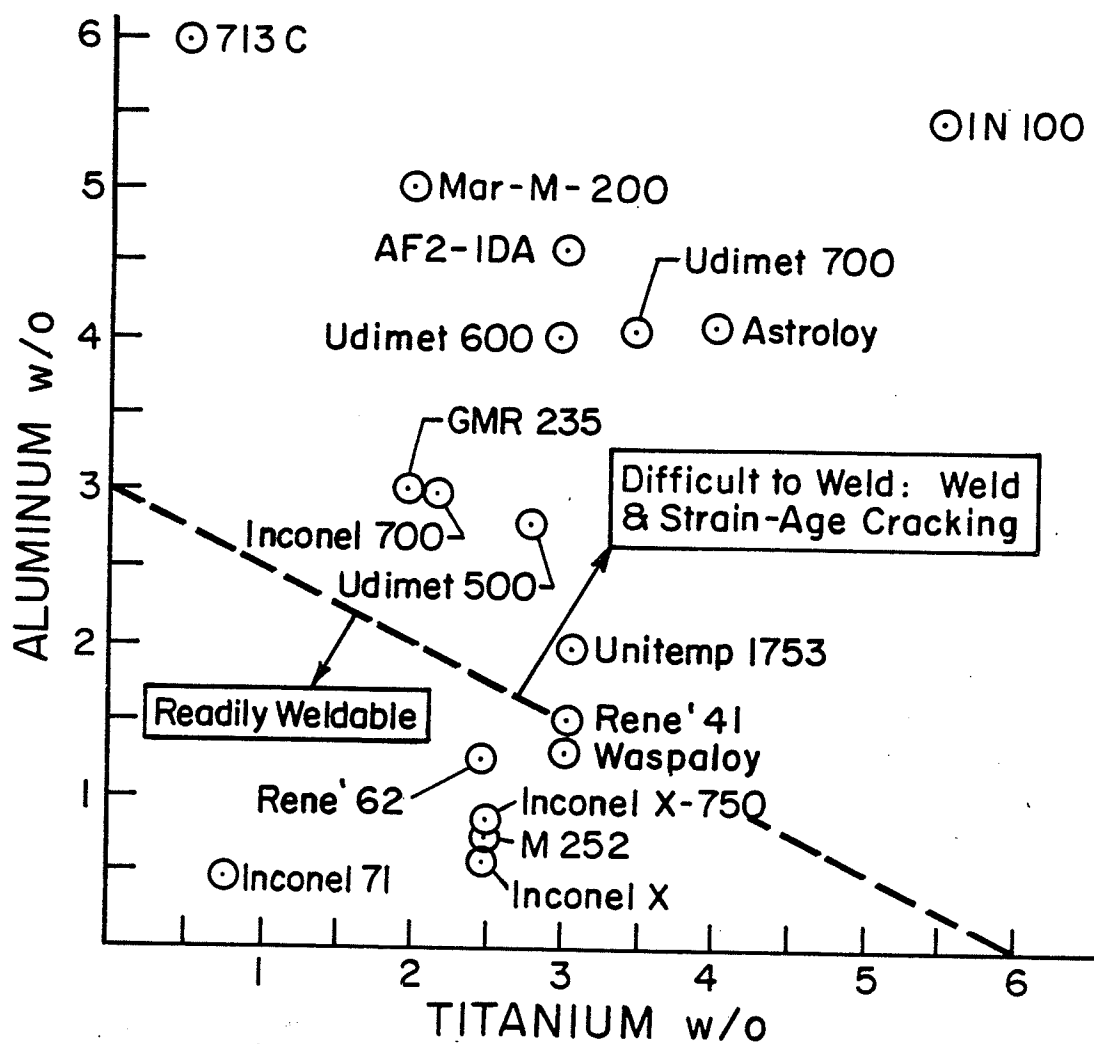 6
713 C
IN 100
5
Mar-M-200
AF2-IDA
Udimet 700
4
Udimet 600
Astroloy
GMR 235
3
Difficult to Weld: Weld
& Strain-Age Cracking
Inconel 700
Udimet 500
2
Unitemp 1753
Readily Weldable
Rene' 41
Waspaloy
1
Rene' 62
Inconel X-750
M 252
Inconel 71
Inconel X
ALUMINUM w/o
1 2 3 4 5 6
TITANIUM w/o